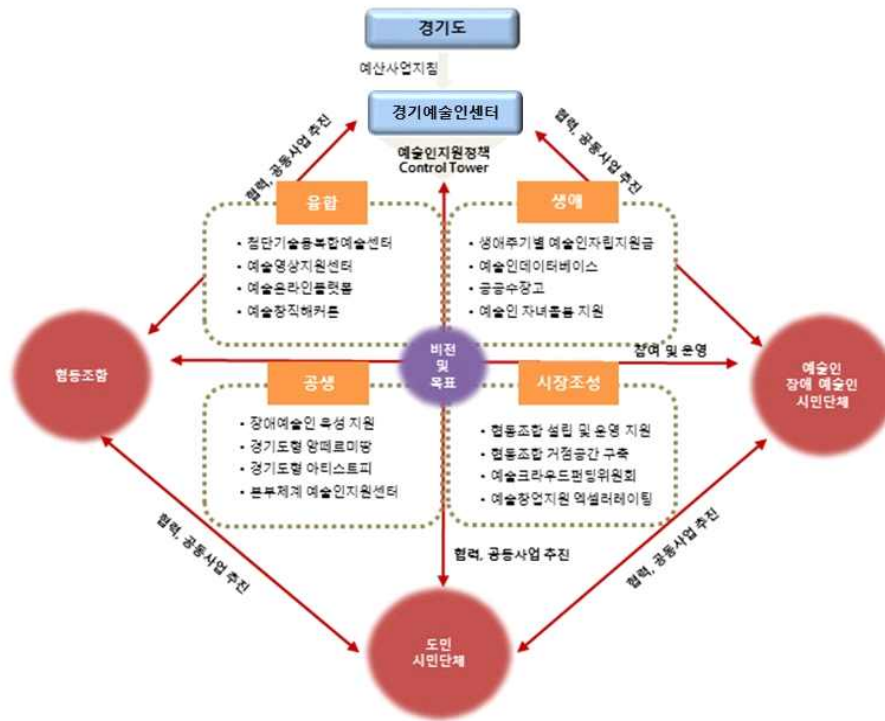 경기도
예산사업지침
경기예술인센터
예술인지원정책
Control Tower
협력, 공동사업 추진
협력, 공동사업 추진
융합
• 첨단기술융복합예술센터
• 예술영상지원센터
• 예술온라인플랫폼
• 예술창직해커톤
생애
• 생애주기별 예술인자립지원금
• 예술인데이터베이스
• 공공수장고
• 예술인 자녀돌봄 지원
협동조합
비전
및
목표
참여 및 운영
예술인
장애 예술인
시민단체
공생
• 장애예술인 육성 지원
• 경기도형 앙떼르미땅
• 경기도형 아티스트피
• 본부체계 예술인지원센터
시장조성
• 협동조합 설립 및 운영 지원
• 협동조합 거점공간 구축
• 예술크라우드펀딩위원회
• 예술창업지원 엑셀러레이팅
협력, 공동사업 추진
협력, 공동사업 추진
협력, 공동사업 추진
도민
시민단체